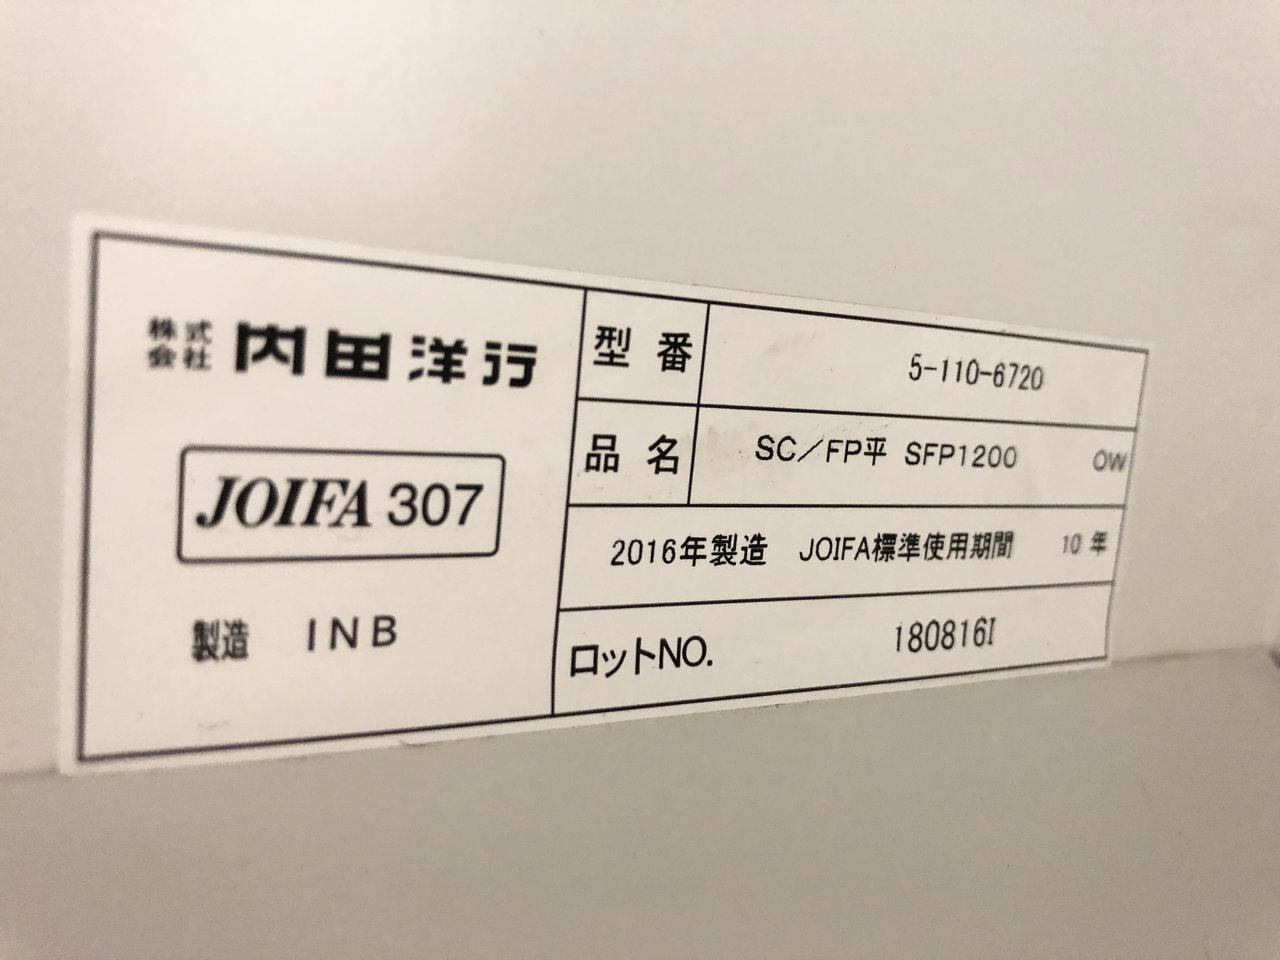 株式会社 内田洋行
JOIFA 307
製造 INB
型番 5-110-6720
品名 SC／FP平 SFP1200 OW
2016年製造 JOIFA標準使用期間 10年
ロットNO. 180816I